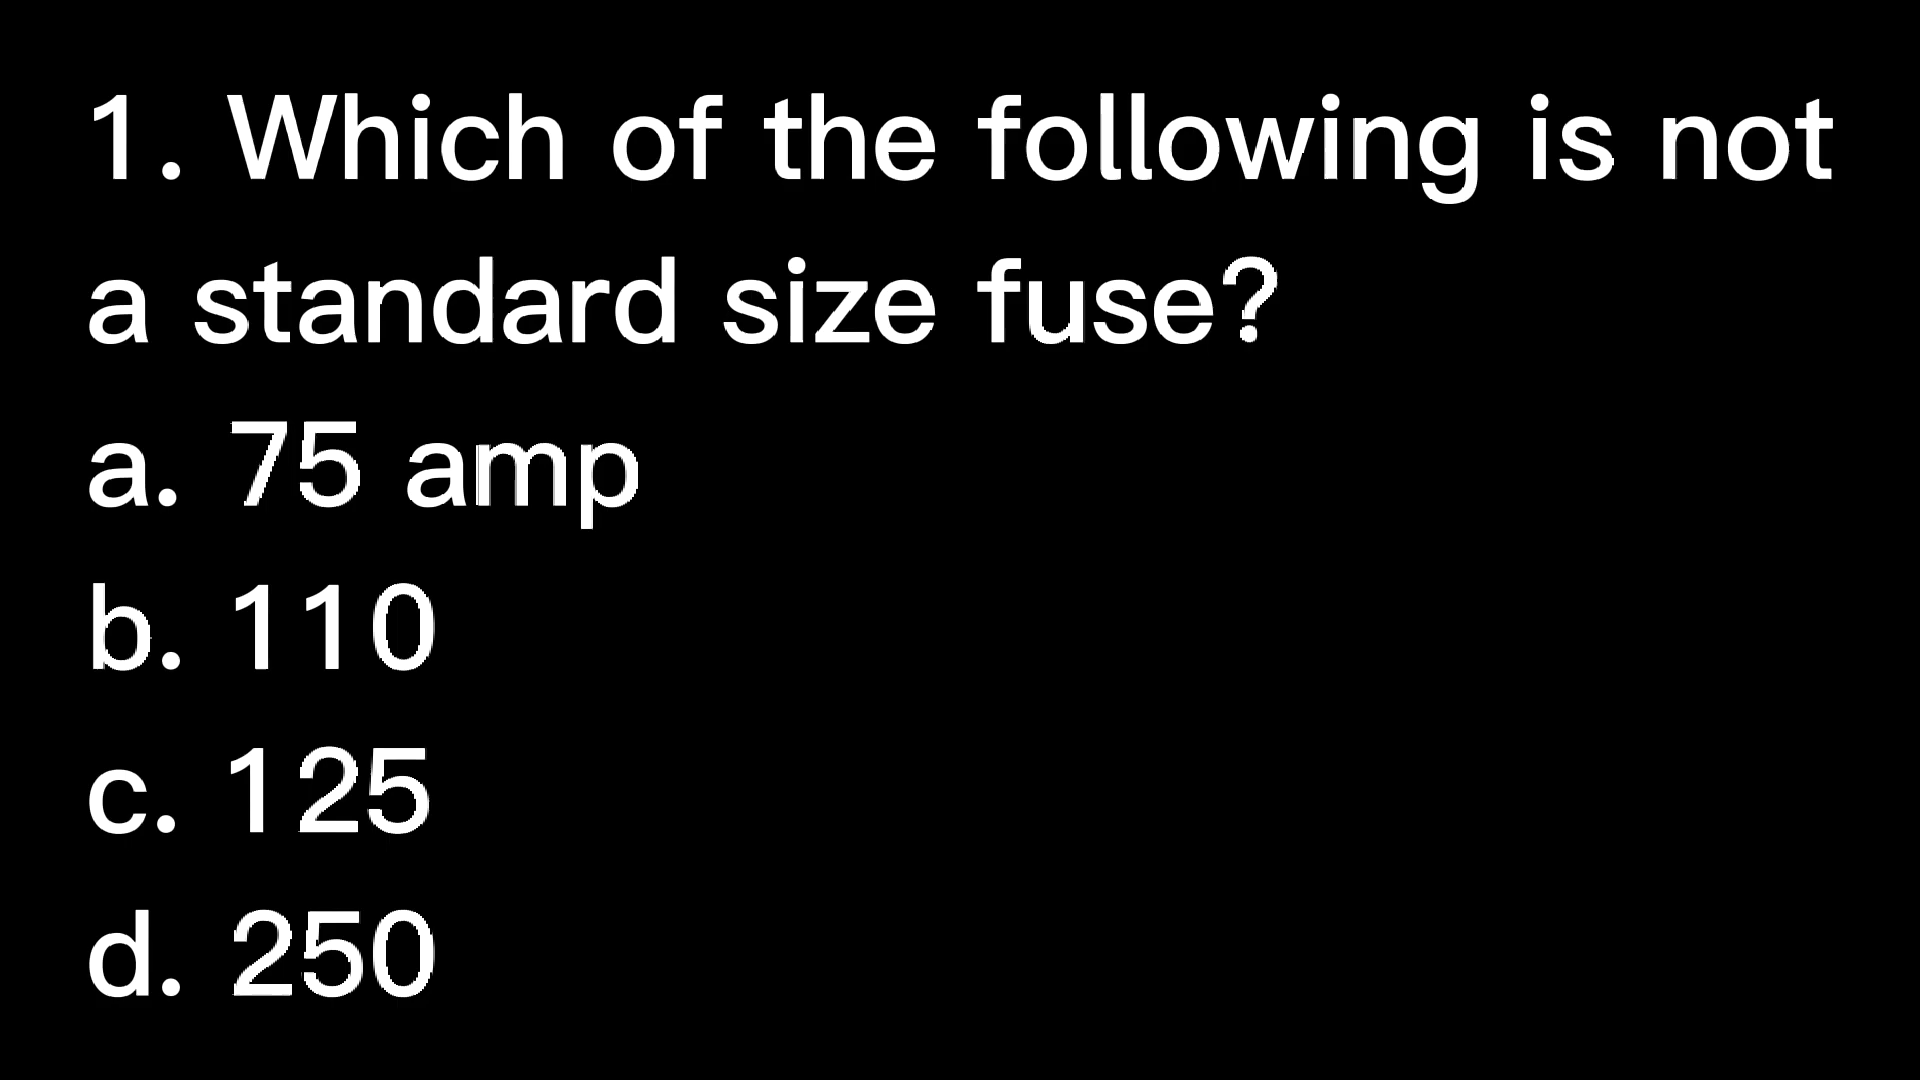 1. Which of the following is not
a standard size fuse?
a. 75 amp
b. 110
c. 125
d. 250